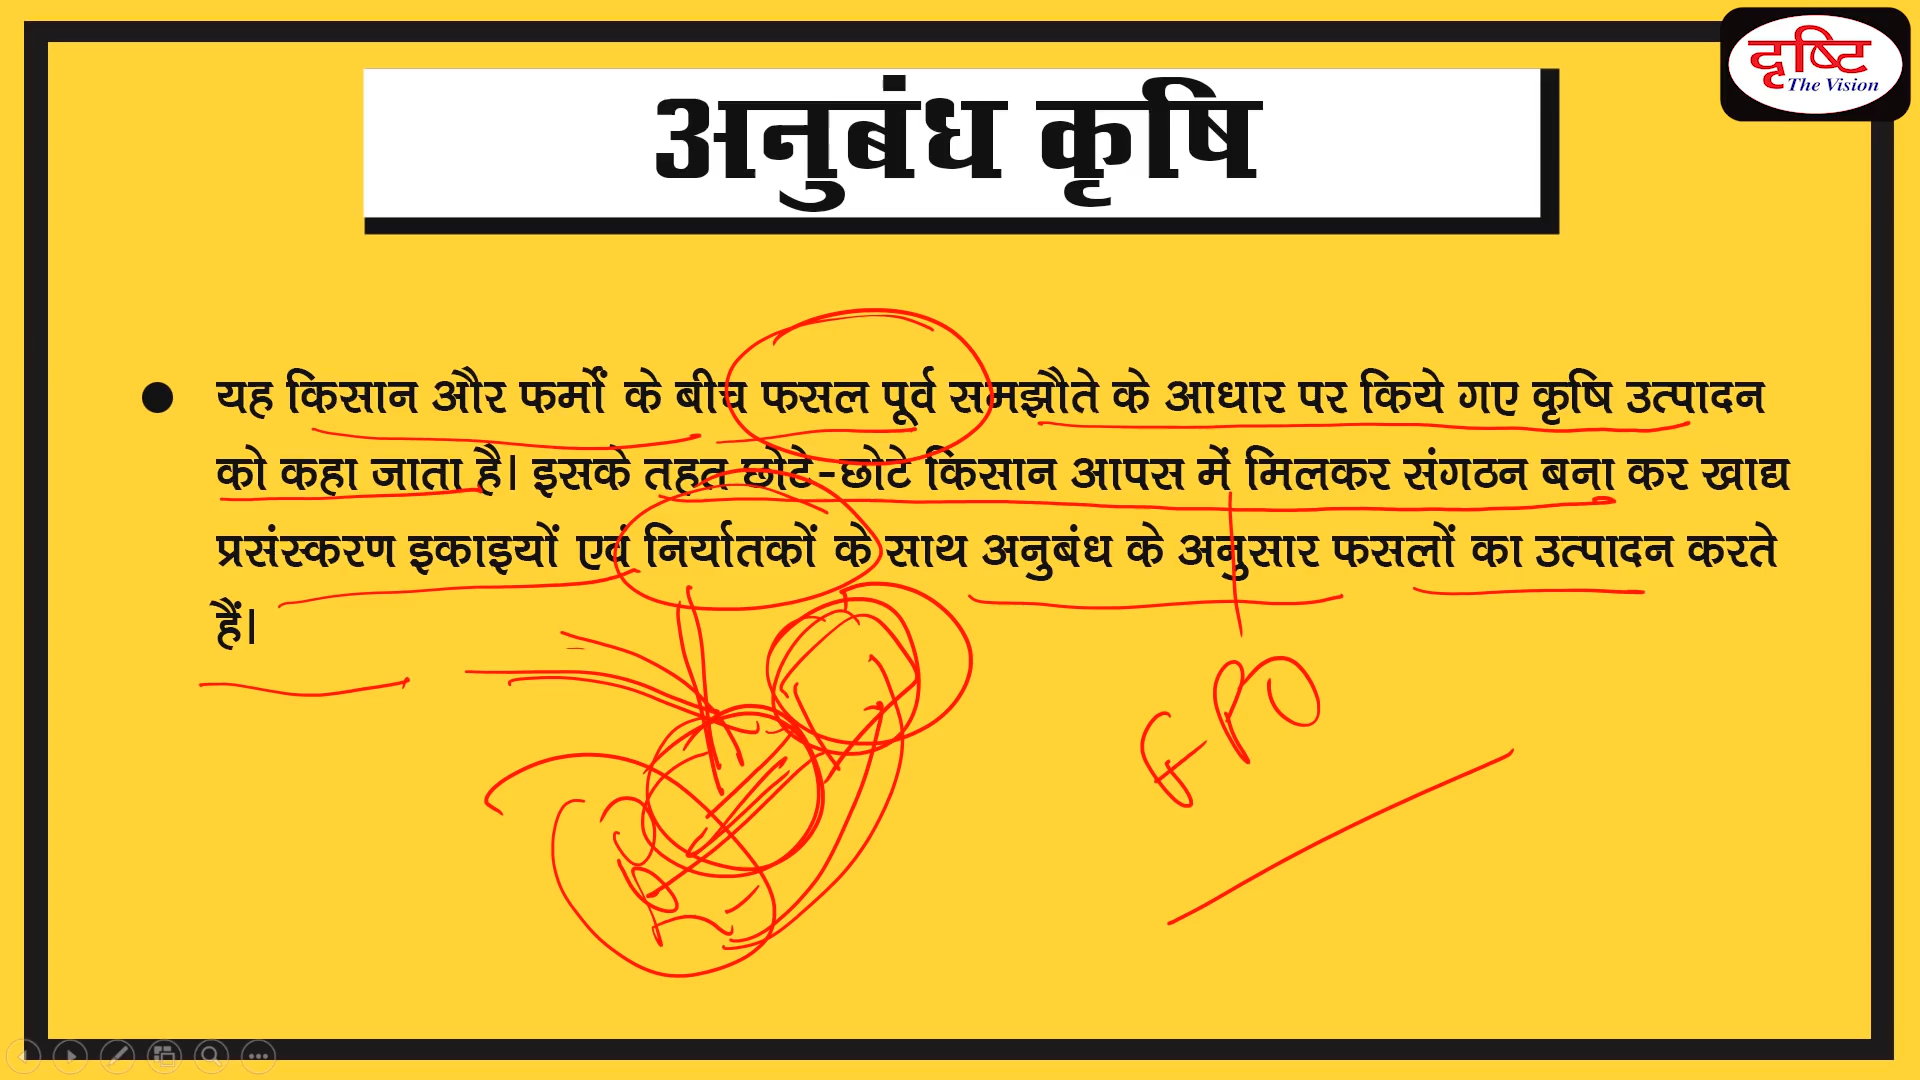 दृष्टि
The Vision
अनुबंध कृषि
● यह किसान और फर्मों के बीच फसल पूर्व समझौते के आधार पर किये गए कृषि उत्पादन
को कहा जाता है। इसके तहत छोटे-छोटे किसान आपस में मिलकर संगठन बना कर खाद्य
प्रसंस्करण इकाइयों एवं निर्यातकों के साथ अनुबंध के अनुसार फसलों का उत्पादन करते
हैं।
FPO